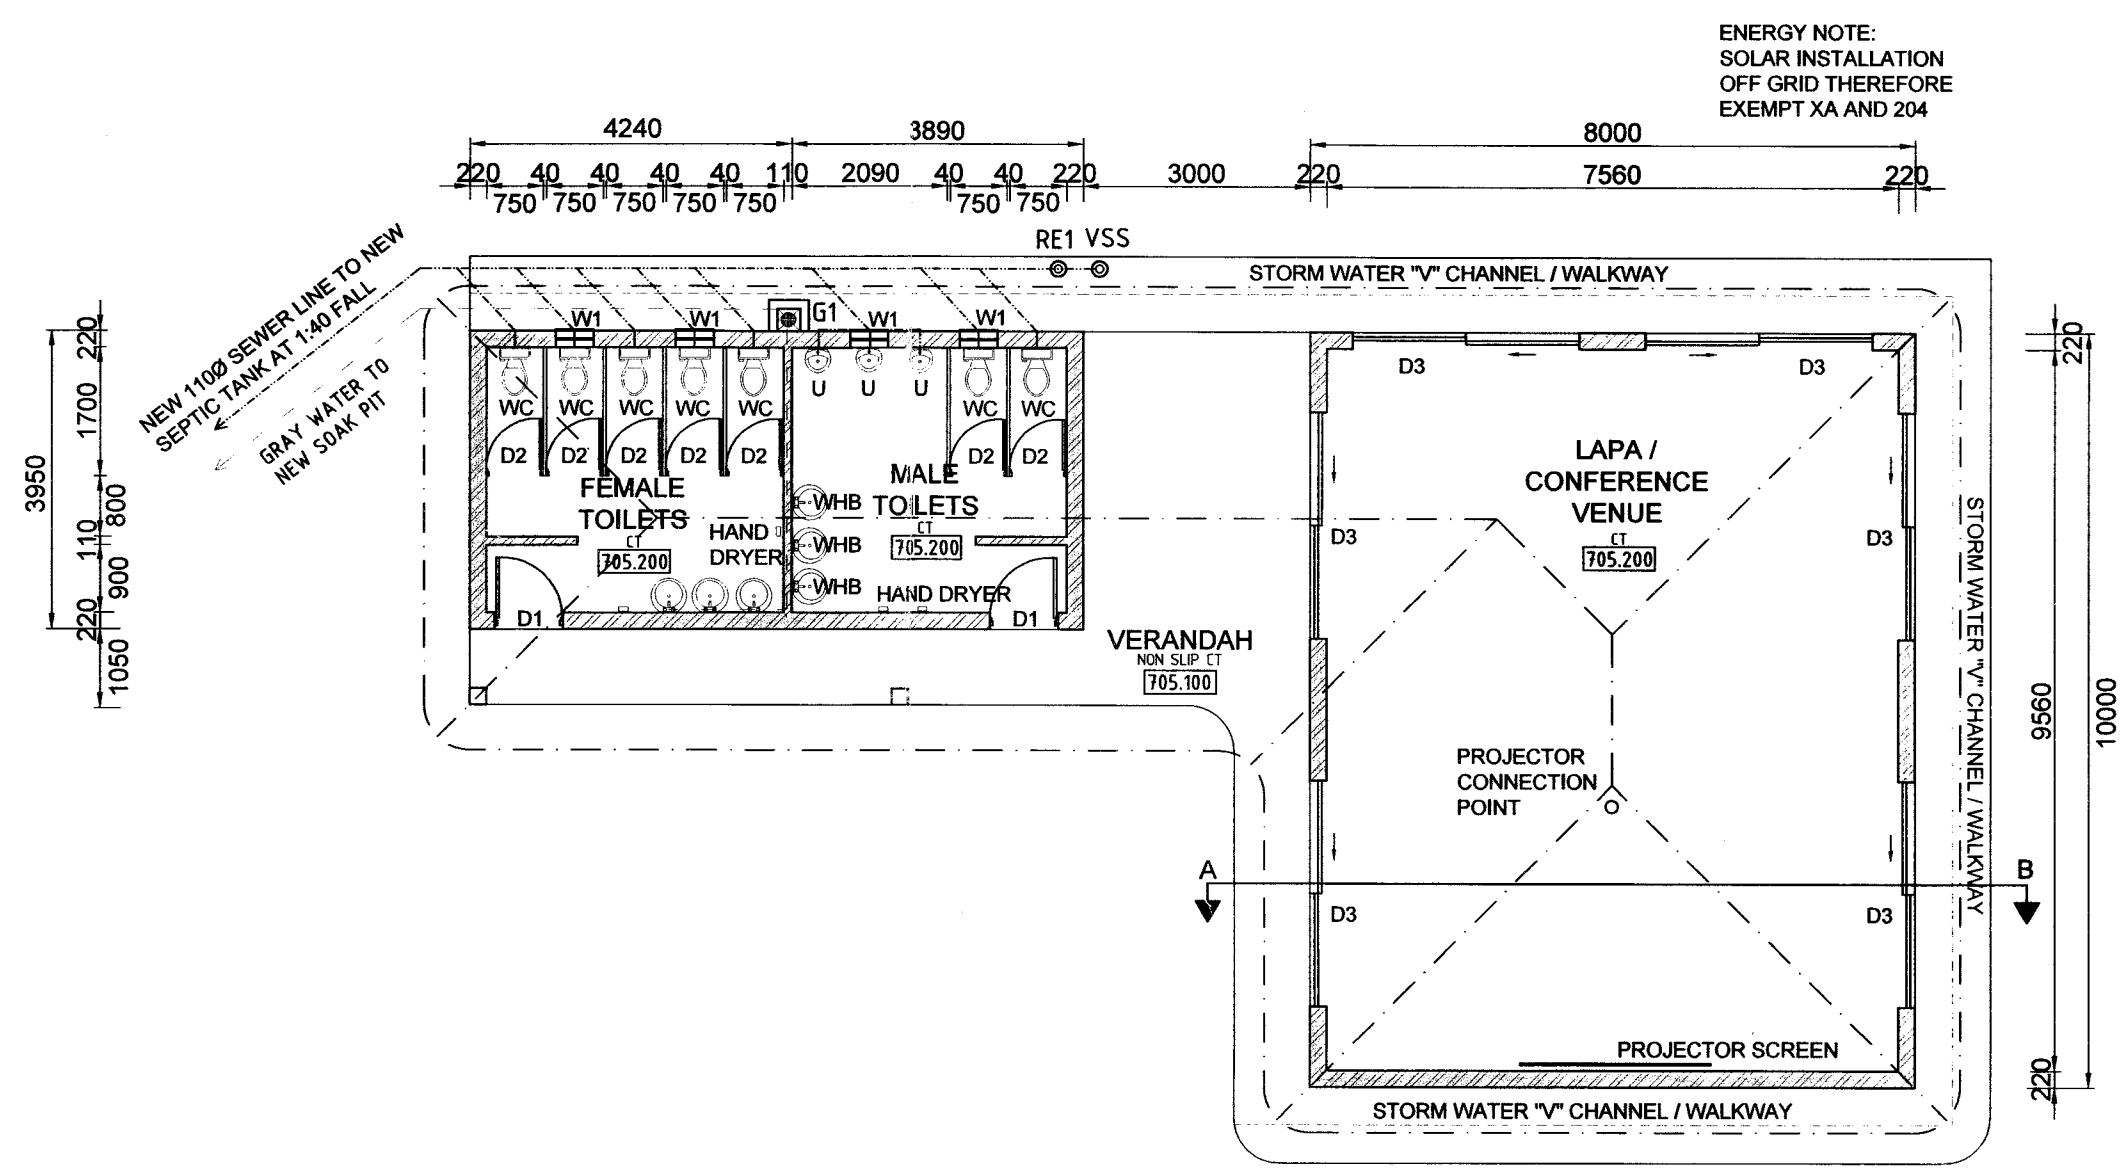 ENERGY NOTE:
SOLAR INSTALLATION
OFF GRID THEREFORE
EXEMPT XA AND 204
4240
3890
8000
220
40
40
40
40
110
2090
40
40
220
3000
220
7560
220
750
750
750
750
750
750
750
RE1 VSS
STORM WATER "V" CHANNEL / WALKWAY
NEW 110Ø SEWER LINE TO NEW
SEPTIC TANK AT 1:40 FALL
GRAY WATER TO
NEW SOAK PIT
W1
W1
G1
W1
W1
WC
WC
WC
WC
WC
U
U
U
WC
WC
D2
D2
D2
D2
D2
D2
D2
FEMALE
TOILETS
CT
705.200
HAND
DRYER
MALE
TOILETS
CT
705.200
WHB
WHB
WHB
HAND DRYER
D1
D1
VERANDAH
NON SLIP CT
705.100
3950
220
1700
800
110
900
220
1050
D3
D3
LAPA /
CONFERENCE
VENUE
CT
705.200
D3
D3
PROJECTOR
CONNECTION
POINT
A
B
D3
D3
PROJECTOR SCREEN
STORM WATER "V" CHANNEL / WALKWAY
STORM WATER "V" CHANNEL / WALKWAY
220
9560
220
10000